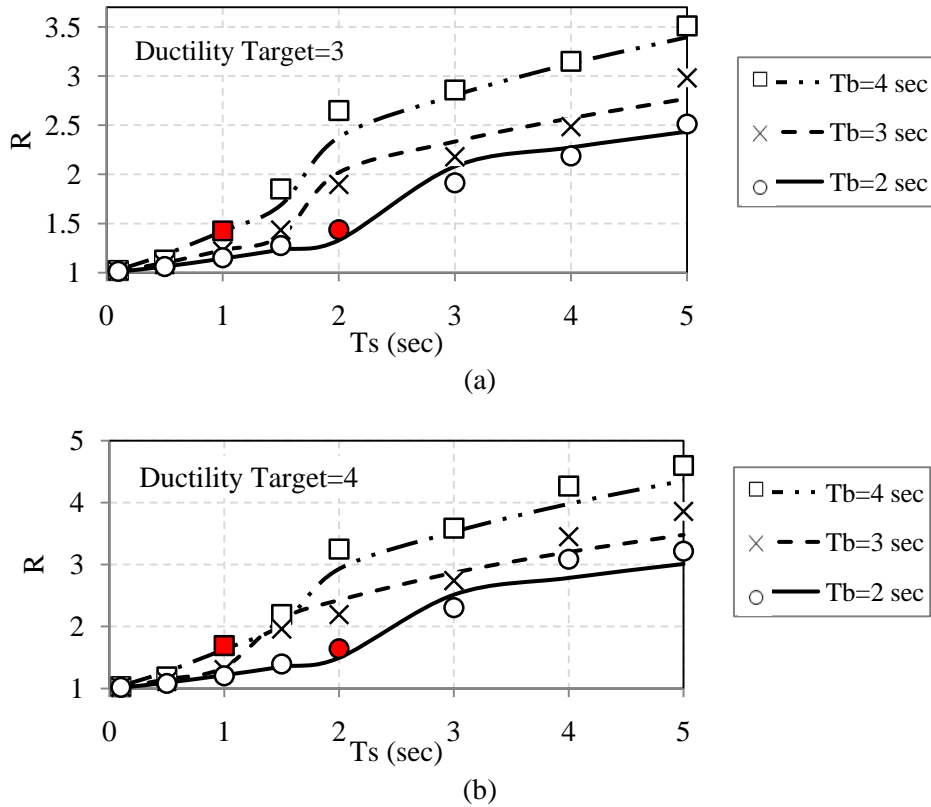 3.5
3
2.5
2
1.5
1
R
Ductility Target=3
0 1 2 3 4 5
Ts (sec)
Tb=4 sec
Tb=3 sec
Tb=2 sec
(a)
5
4
3
2
1
R
Ductility Target=4
0 1 2 3 4 5
Ts (sec)
Tb=4 sec
Tb=3 sec
Tb=2 sec
(b)